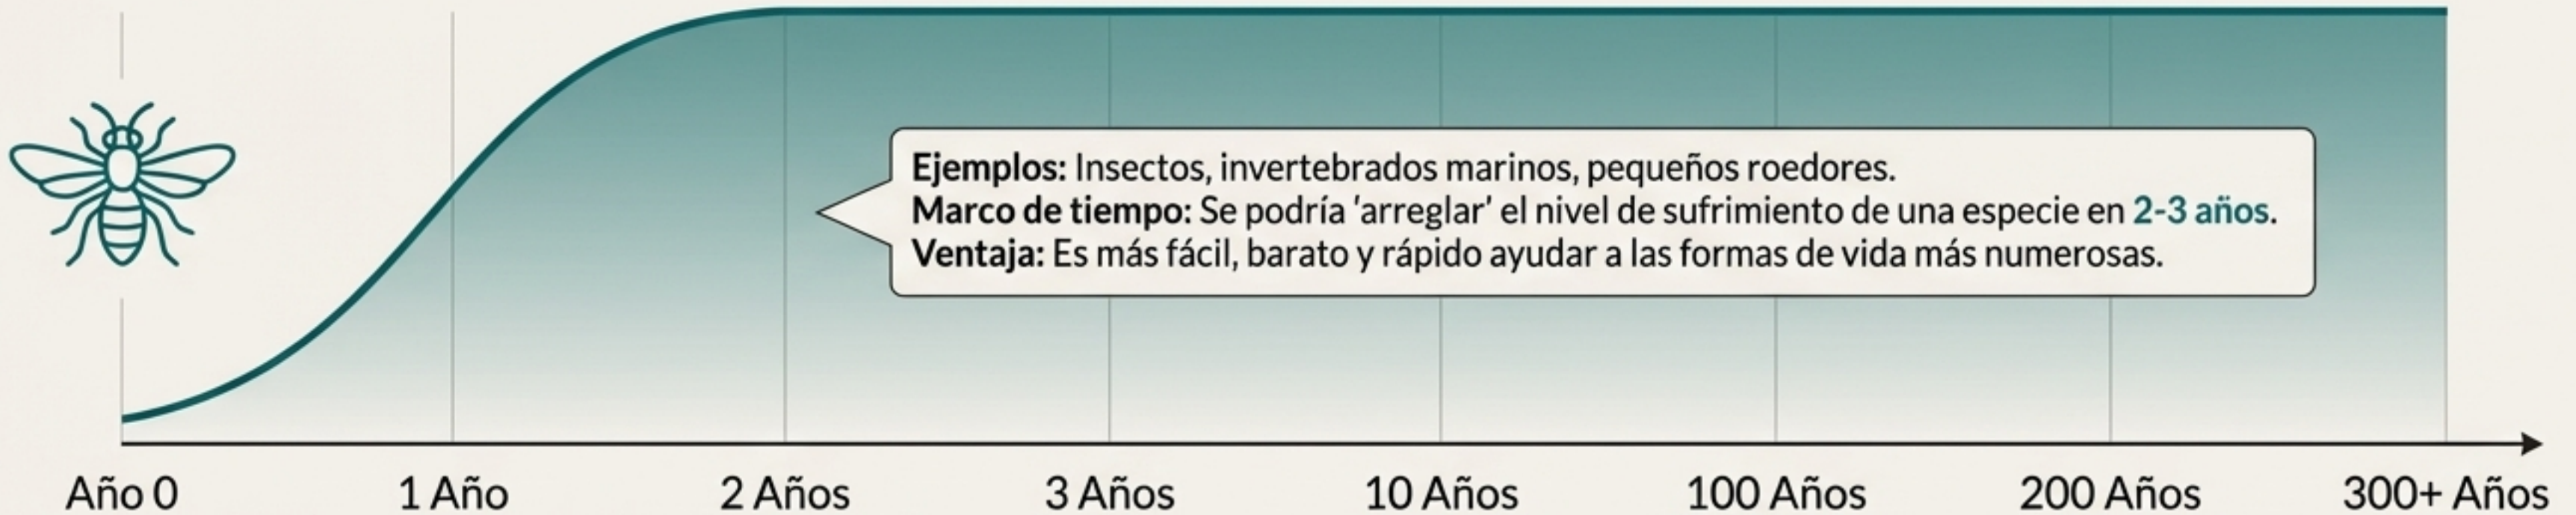 Ejemplos: Insectos, invertebrados marinos, pequeños roedores.
Marco de tiempo: Se podría 'arreglar' el nivel de sufrimiento de una especie en 2-3 años.
Ventaja: Es más fácil, barato y rápido ayudar a las formas de vida más numerosas.
Año 0
1 Año
2 Años
3 Años
10 Años
100 Años
200 Años
300+ Años